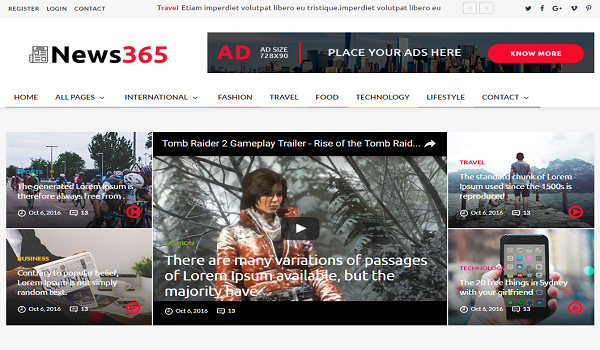 REGISTER LOGIN CONTACT
Travel Etiam imperdiet volutpat libero eu tristique.imperdiet volutpat libero eu
News365
AD AD SIZE
728X90
PLACE YOUR ADS HERE
KNOW MORE
HOME ALL PAGES INTERNATIONAL FASHION TRAVEL FOOD TECHNOLOGY LIFESTYLE CONTACT
SPORTS
The generated Lorem Ipsum is
therefore always free from .
Oct 6, 2016 13
BUSINESS
Contrary to popular belief,
Lorem Ipsum is not simply
random text.
Oct 6, 2016 13
Tomb Raider 2 Gameplay Trailer - Rise of the Tomb Raid...
FASHION
There are many variations of passages
of Lorem Ipsum available, but the
majority have
Oct 6, 2016 13
TRAVEL
The standard chunk of Lorem
Ipsum used since the 1500s is
reproduced
Oct 6, 2016 13
TECHNOLOGY
The 20 free things in Sydney
with your girlfriend
Oct 6, 2016 13